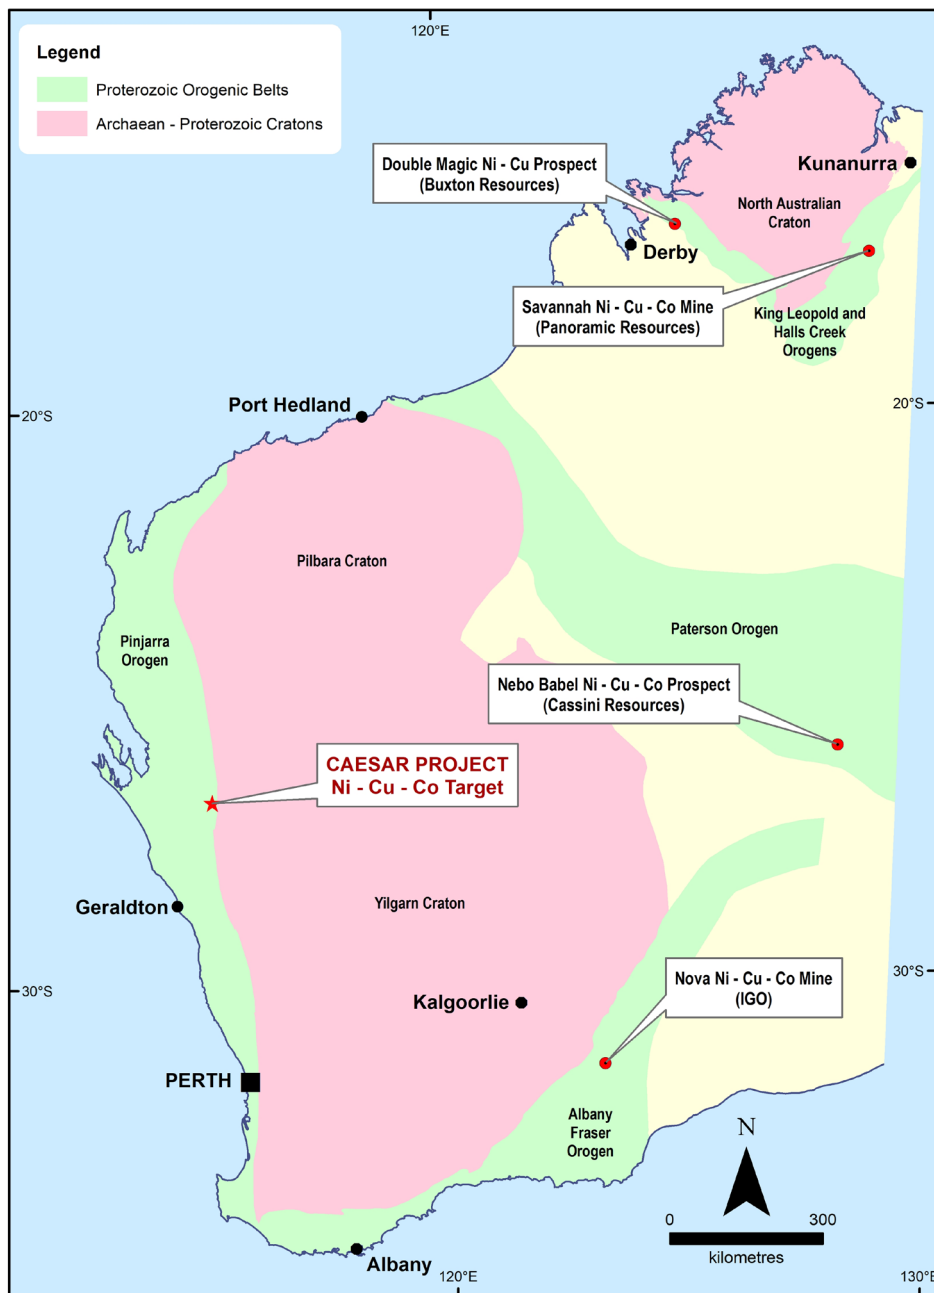 120°E
Legend
Proterozoic Orogenic Belts
Archaean - Proterozoic Cratons
Double Magic Ni - Cu Prospect
(Buxton Resources)
Kunanurra
North Australian
Craton
Derby
Savannah Ni - Cu - Co Mine
(Panoramic Resources)
King Leopold and
Halls Creek
Orogens
Port Hedland
20°S
20°S
Pilbara Craton
Pinjarra
Orogen
Paterson Orogen
Nebo Babel Ni - Cu - Co Prospect
(Cassini Resources)
CAESAR PROJECT
Ni - Cu - Co Target
Geraldton
Yilgarn Craton
30°S
30°S
Nova Ni - Cu - Co Mine
(IGO)
Kalgoorlie
PERTH
Albany
Fraser
Orogen
N
0 300
kilometres
Albany
120°E
130°E